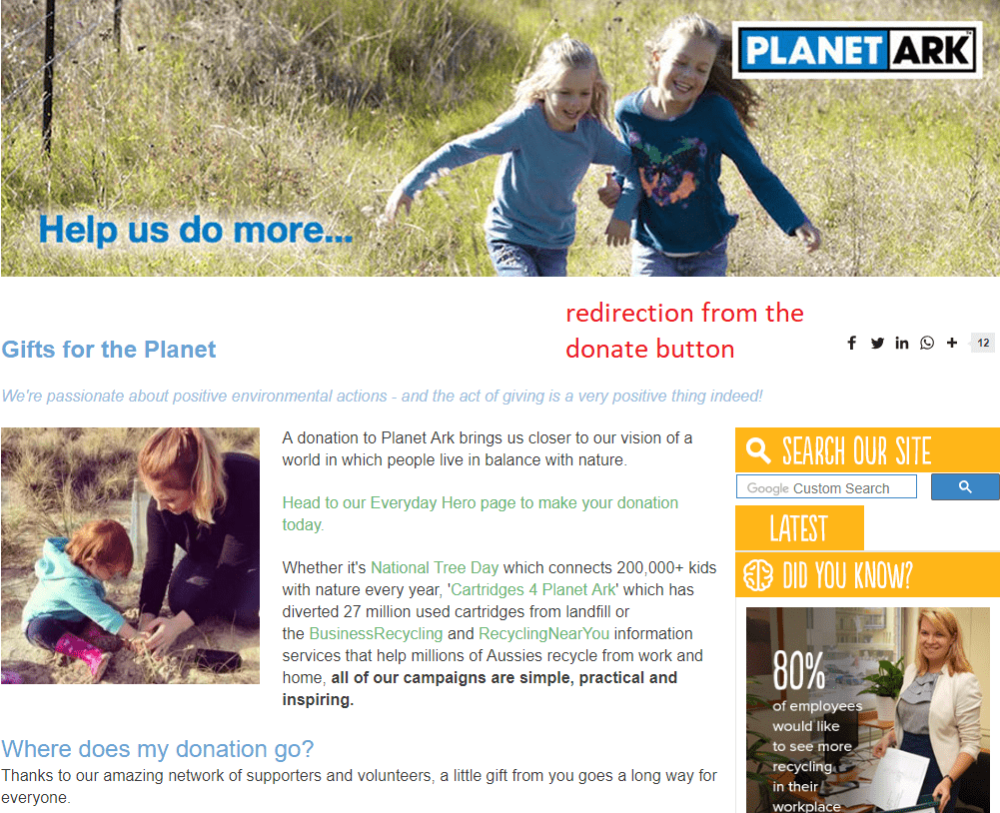 PLANET ARK™
Help us do more...
redirection from the
donate button
12
Gifts for the Planet
We're passionate about positive environmental actions - and the act of giving is a very positive thing indeed!
A donation to Planet Ark brings us closer to our vision of a
world in which people live in balance with nature.
Head to our Everyday Hero page to make your donation
today.
Whether it's National Tree Day which connects 200,000+ kids
with nature every year, 'Cartridges 4 Planet Ark' which has
diverted 27 million used cartridges from landfill or
the BusinessRecycling and RecyclingNearYou information
services that help millions of Aussies recycle from work and
home, all of our campaigns are simple, practical and
inspiring.
Where does my donation go?
Thanks to our amazing network of supporters and volunteers, a little gift from you goes a long way for
everyone.
SEARCH OUR SITE
Google Custom Search
LATEST
DID YOU KNOW?
80%
of employees
would like
to see more
recycling
in their
workplace